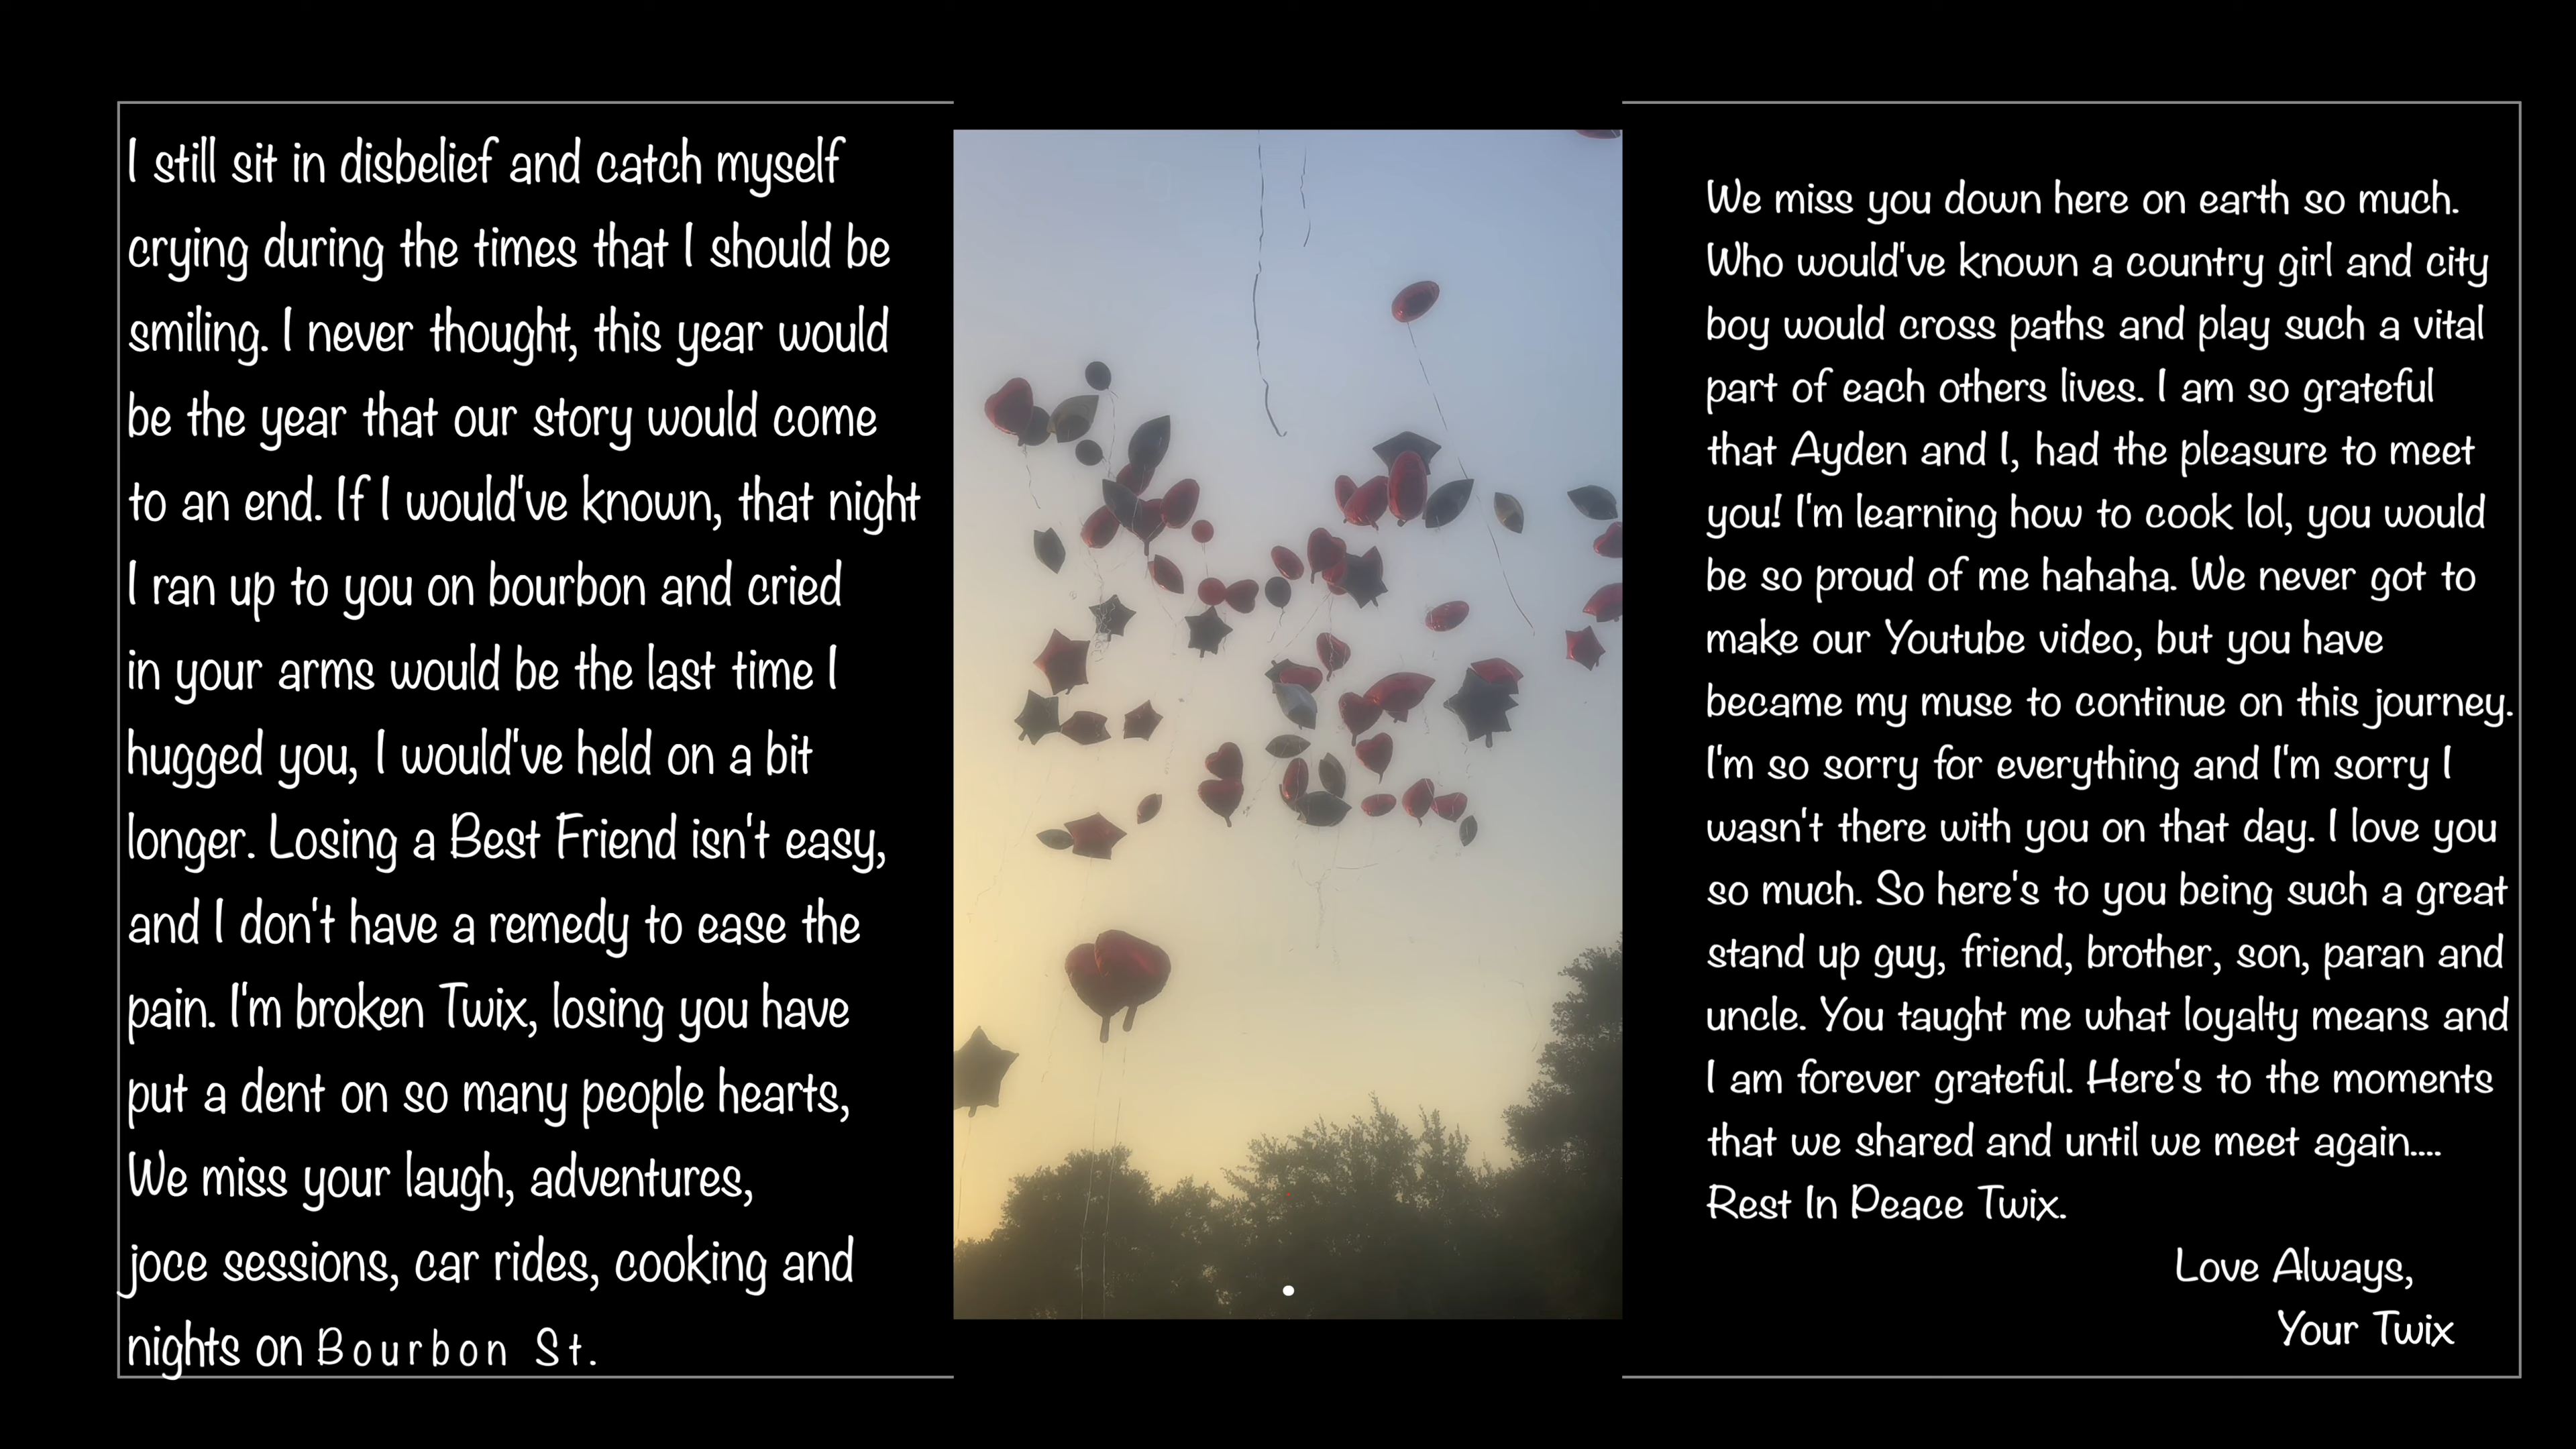 I still sit in disbelief and catch myself
crying during the times that I should be
smiling. I never thought, this year would
be the year that our story would come
to an end. If I would've known, that night
I ran up to you on bourbon and cried
in your arms would be the last time I
hugged you, I would've held on a bit
longer. Losing a Best Friend isn't easy,
and I don't have a remedy to ease the
pain. I'm broken Twix, losing you have
put a dent on so many people hearts,
We miss your laugh, adventures,
joce sessions, car rides, cooking and
nights on Bourbon St.
We miss you down here on earth so much.
Who would've known a country girl and city
boy would cross paths and play such a vital
part of each others lives. I am so grateful
that Ayden and I, had the pleasure to meet
you! I'm learning how to cook lol, you would
be so proud of me hahaha. We never got to
make our Youtube video, but you have
became my muse to continue on this journey.
I'm so sorry for everything and I'm sorry I
wasn't there with you on that day. I love you
so much. So here's to you being such a great
stand up guy, friend, brother, son, paran and
uncle. You taught me what loyalty means and
I am forever grateful. Here's to the moments
that we shared and until we meet again....
Rest In Peace Twix.
Love Always,
Your Twix